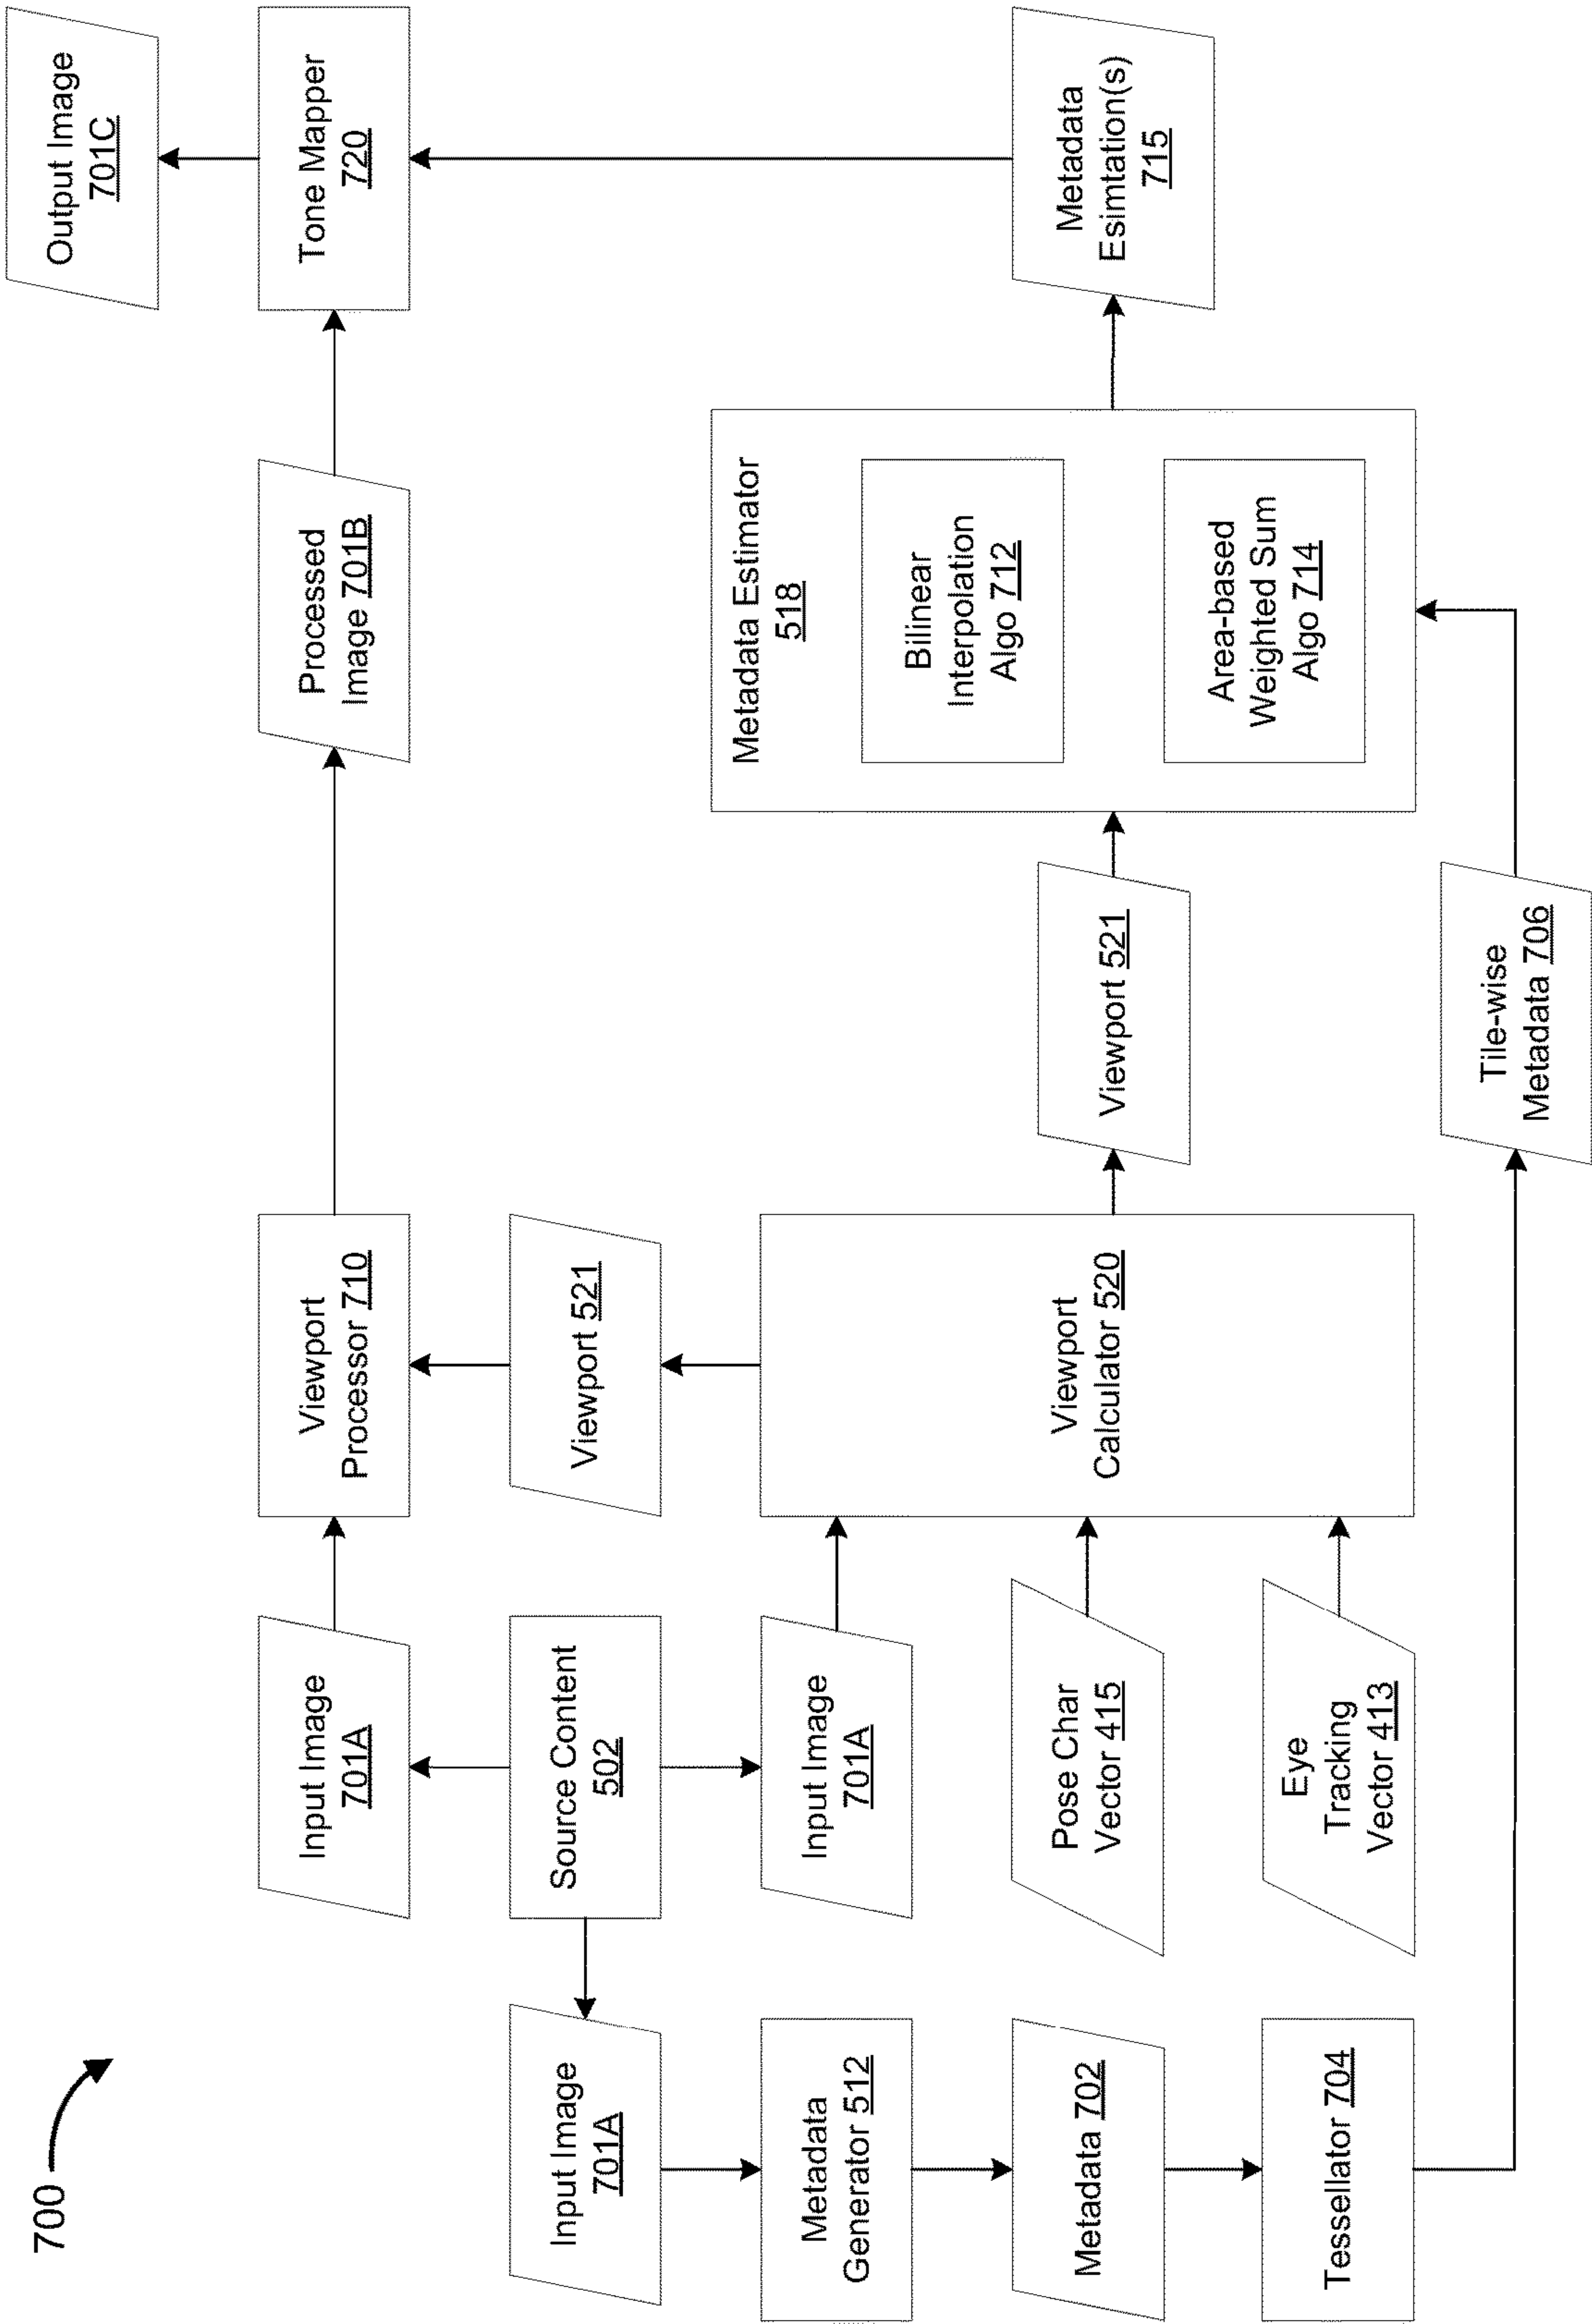 700
Input Image
701A
Metadata
Generator 512
Metadata 702
Tessellator 704
Input Image
701A
Source Content
502
Input Image
701A
Pose Char
Vector 415
Eye
Tracking
Vector 413
Viewport
Processor 710
Viewport 521
Viewport
Calculator 520
Viewport 521
Tile-wise
Metadata 706
Processed
Image 701B
Metadata Estimator
518
Bilinear
Interpolation
Algo 712
Area-based
Weighted Sum
Algo 714
Output Image
701C
Tone Mapper
720
Metadata
Esimtation(s)
715